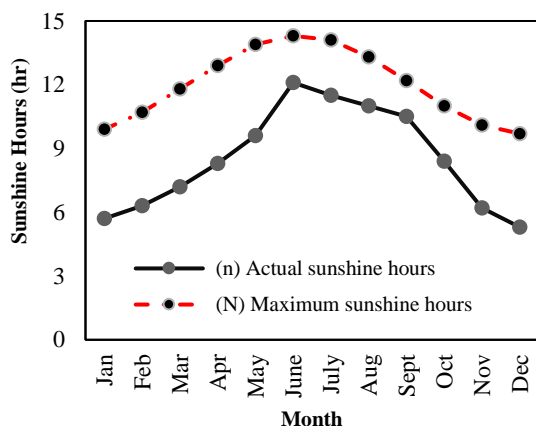 Sunshine Hours (hr)
15
12
9
6
3
0
(n) Actual sunshine hours
(N) Maximum sunshine hours
Jan
Feb
Mar
Apr
May
June
July
Aug
Sept
Oct
Nov
Dec
Month